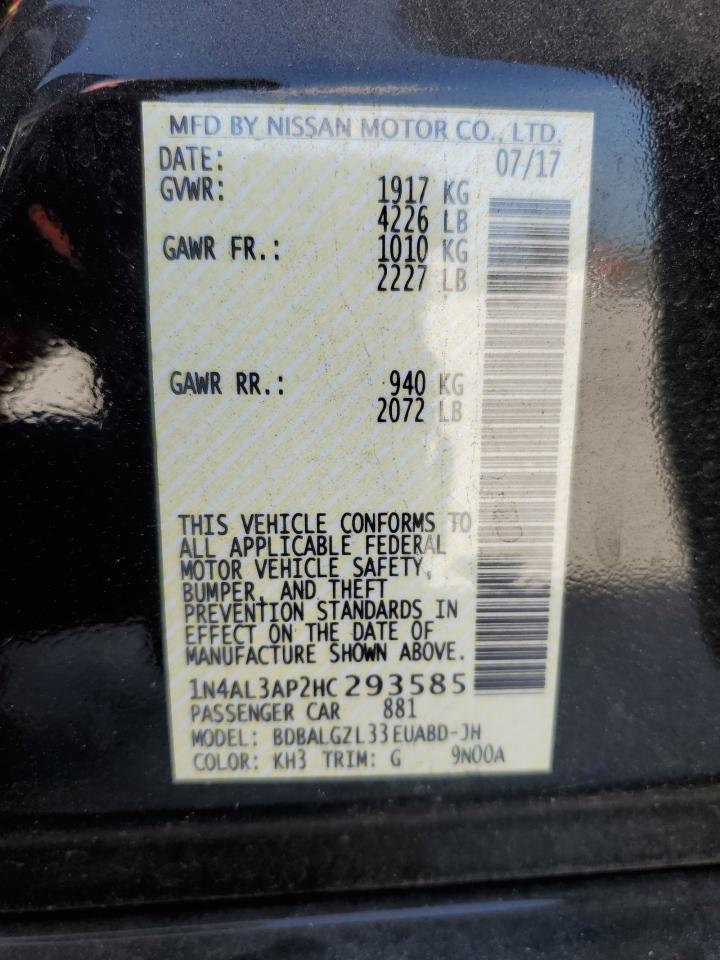 MFD BY NISSAN MOTOR CO., LTD.
DATE: 07/17
GVWR: 1917 KG
4226 LB
GAWR FR.: 1010 KG
2227 LB
GAWR RR.: 940 KG
2072 LB
THIS VEHICLE CONFORMS TO
ALL APPLICABLE FEDERAL
MOTOR VEHICLE SAFETY,
BUMPER, AND THEFT
PREVENTION STANDARDS IN
EFFECT ON THE DATE OF
MANUFACTURE SHOWN ABOVE.
1N4AL3AP2HC293585
PASSENGER CAR 881
MODEL: BDBALGZL33EUABD-JH
COLOR: KH3 TRIM: G 9N00A